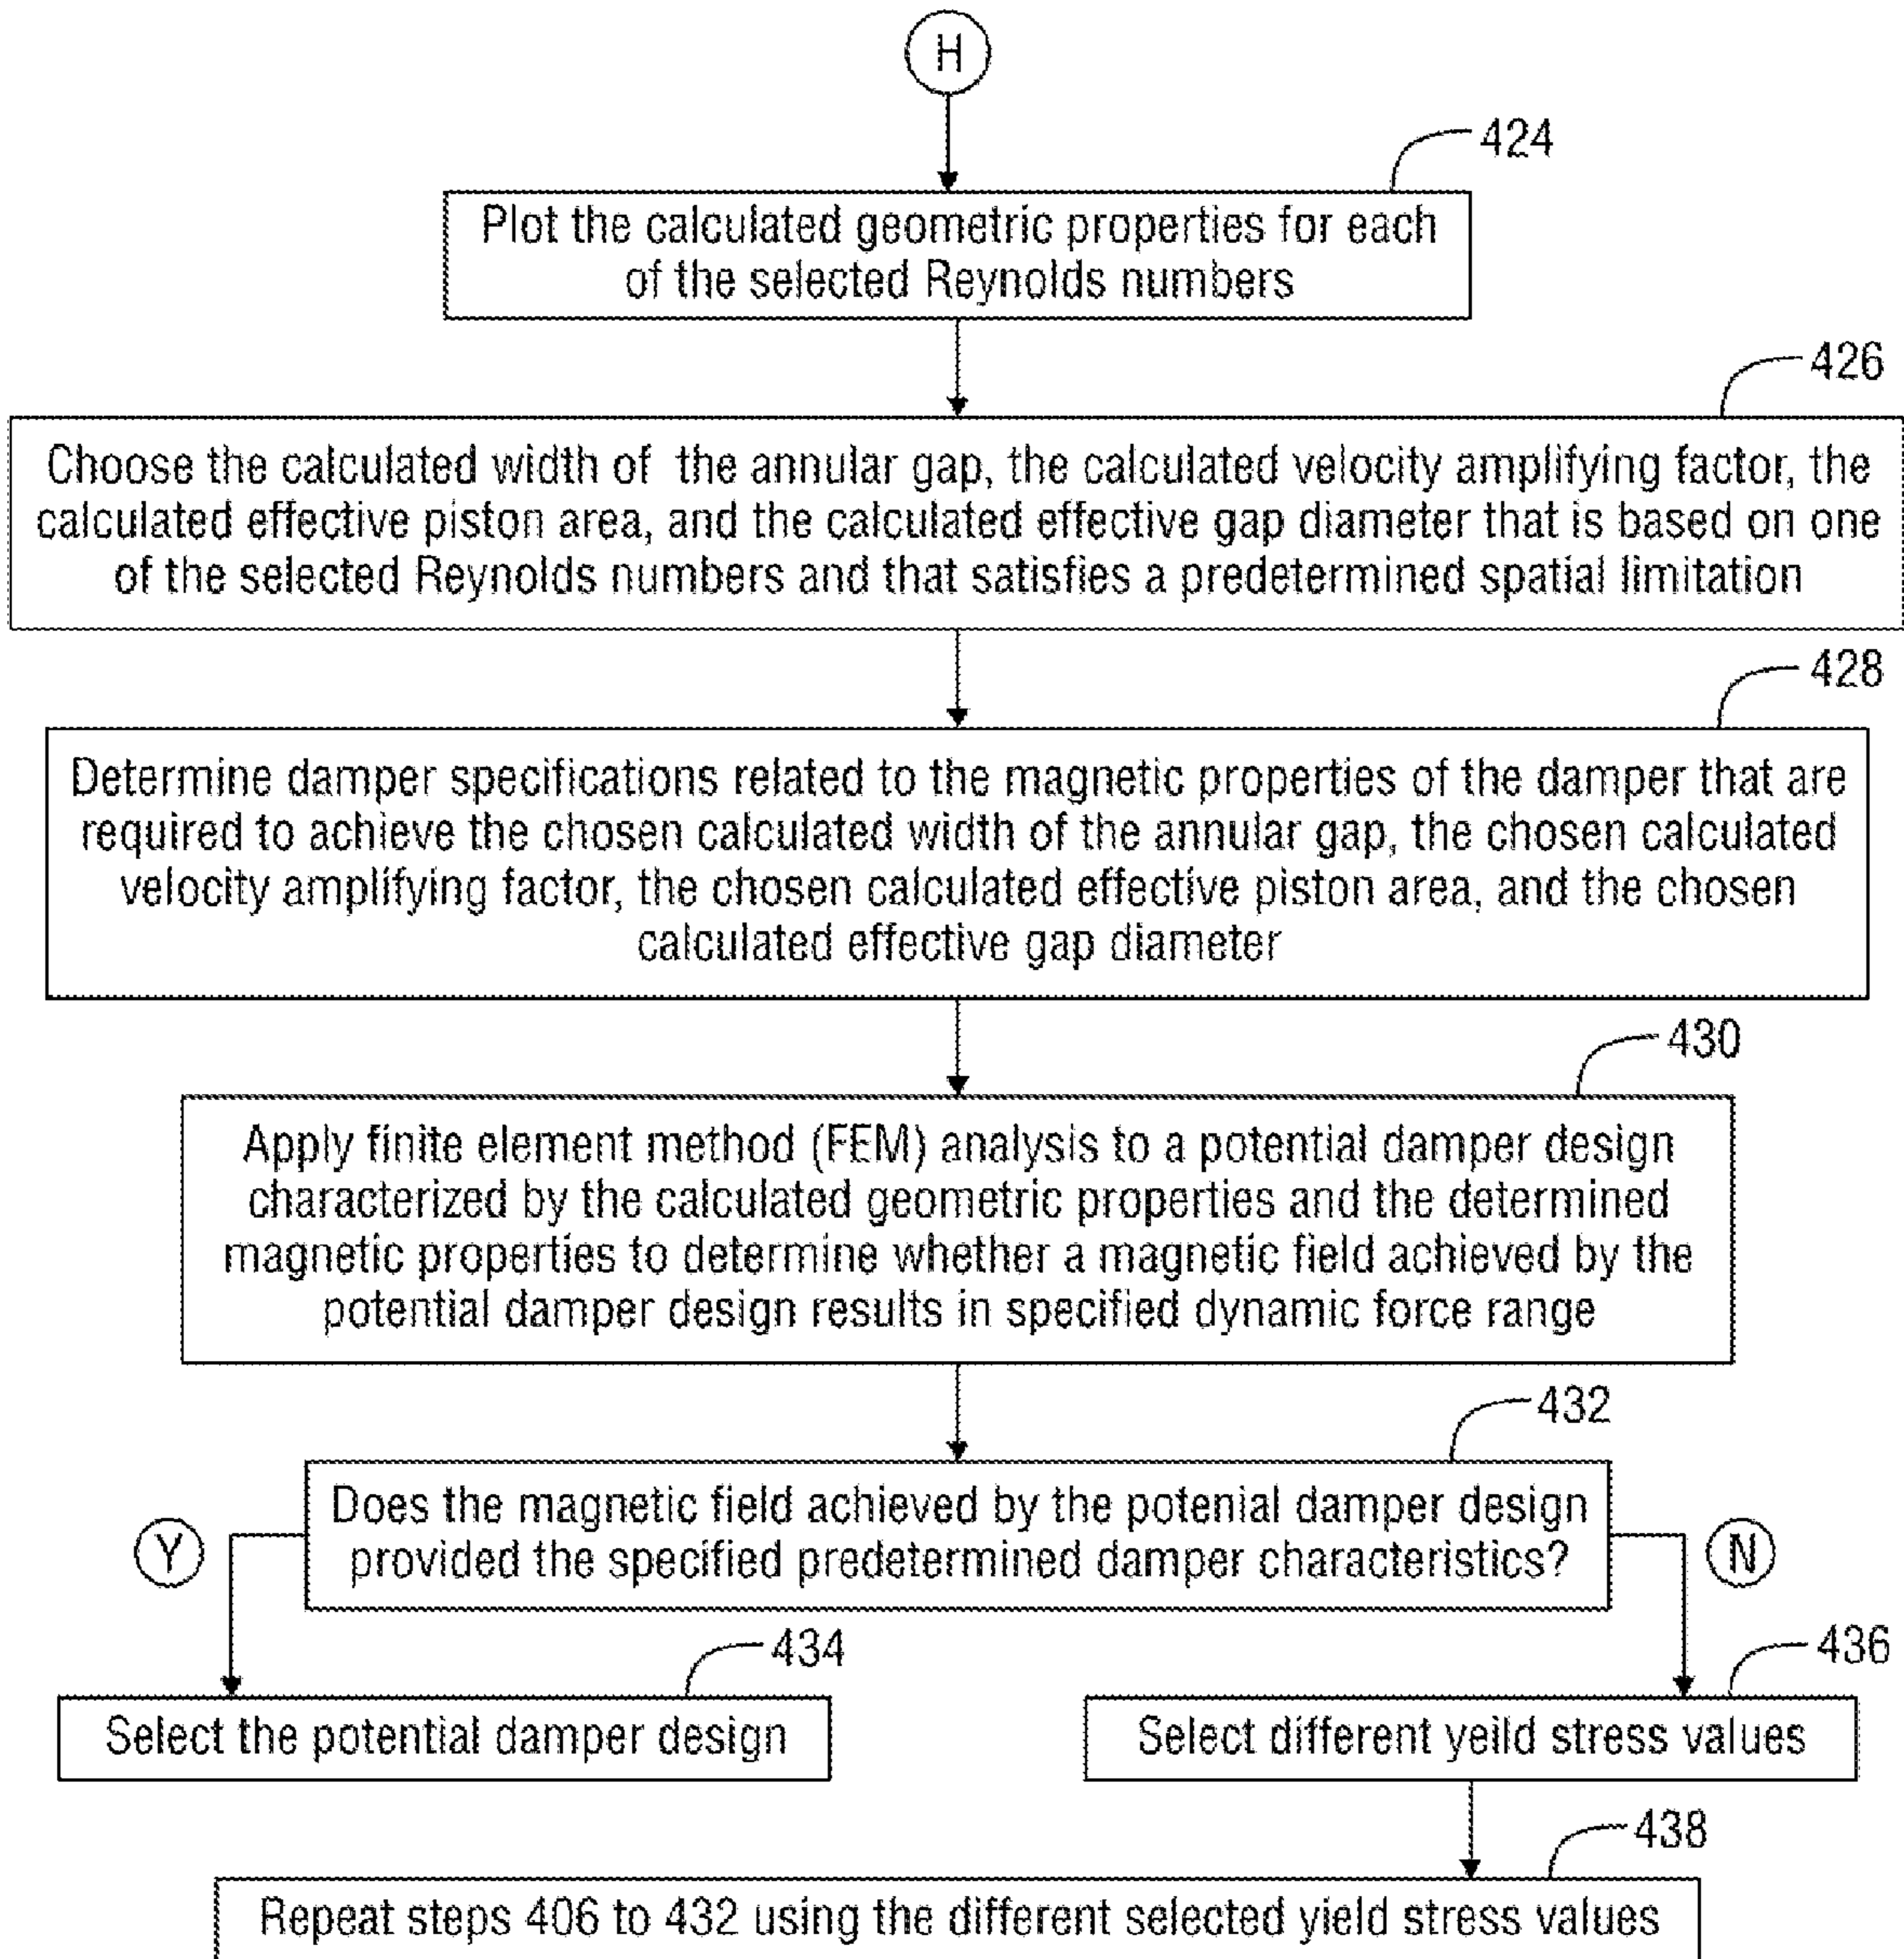 H
424
Plot the calculated geometric properties for each
of the selected Reynolds numbers
426
Choose the calculated width of the annular gap, the calculated velocity amplifying factor, the
calculated effective piston area, and the calculated effective gap diameter that is based on one
of the selected Reynolds numbers and that satisfies a predetermined spatial limitation
428
Determine damper specifications related to the magnetic properties of the damper that are
required to achieve the chosen calculated width of the annular gap, the chosen calculated
velocity amplifying factor, the chosen calculated effective piston area, and the chosen
calculated effective gap diameter
430
Apply finite element method (FEM) analysis to a potential damper design
characterized by the calculated geometric properties and the determined
magnetic properties to determine whether a magnetic field achieved by the
potential damper design results in specified dynamic force range
432
Does the magnetic field achieved by the potenial damper design
provided the specified predetermined damper characteristics?
Y
N
434
Select the potential damper design
436
Select different yeild stress values
438
Repeat steps 406 to 432 using the different selected yield stress values